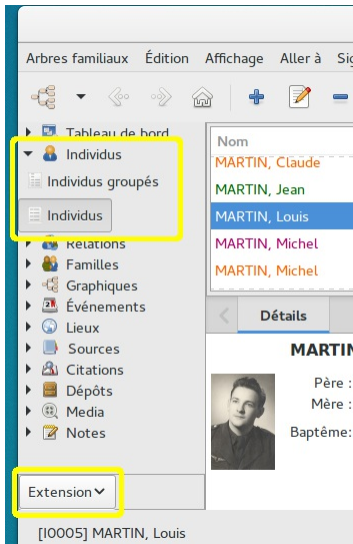 Arbres familiaux Édition Affichage Aller à Sig
Tableau de bord
Individus
Individus groupés
Individus
Relations
Familles
Graphiques
Événements
Lieux
Sources
Citations
Dépôts
Media
Notes
Extension
Nom
MARTIN, Claude
MARTIN, Jean
MARTIN, Louis
MARTIN, Michel
MARTIN, Michel
Détails
MARTIN
Père :
Mère :
Baptême:
[I0005] MARTIN, Louis